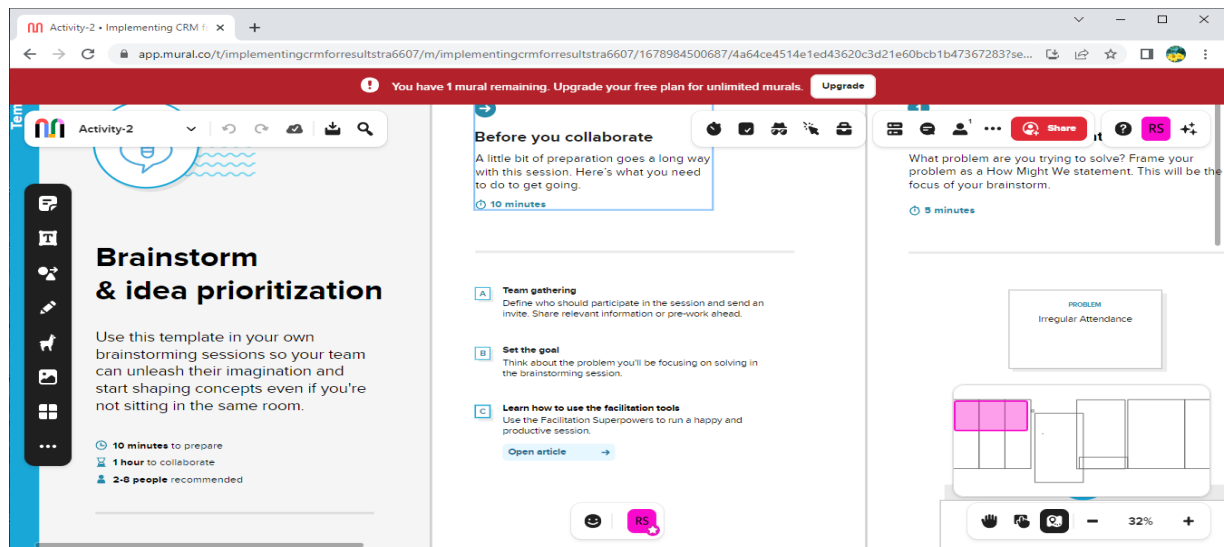 Activity-2 • Implementing CRM fo
app.mural.co/t/implementingcrmforresultstra6607/m/implementingcrmforresultstra6607/1678984500687/4a64ce4514e1ed43620c3d21e60bcb1b47367283?se...
You have 1 mural remaining. Upgrade your free plan for unlimited murals.
Upgrade
Tem
Activity-2
1
Share
RS
Brainstorm
& idea prioritization
Use this template in your own
brainstorming sessions so your team
can unleash their imagination and
start shaping concepts even if you're
not sitting in the same room.
10 minutes to prepare
1 hour to collaborate
2-8 people recommended
Before you collaborate
A little bit of preparation goes a long way
with this session. Here's what you need
to do to get going.
10 minutes
A
Team gathering
Define who should participate in the session and send an
invite. Share relevant information or pre-work ahead.
B
Set the goal
Think about the problem you'll be focusing on solving in
the brainstorming session.
C
Learn how to use the facilitation tools
Use the Facilitation Superpowers to run a happy and
productive session.
Open article
What problem are you trying to solve? Frame your
problem as a How Might We statement. This will be the
focus of your brainstorm.
5 minutes
PROBLEM
Irregular Attendance
RS
32%